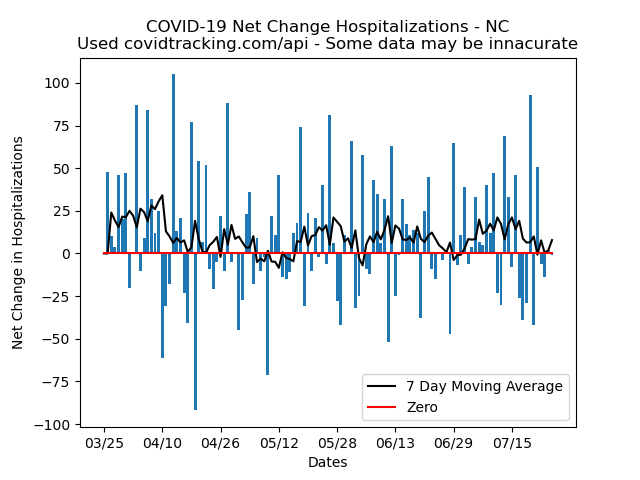 COVID-19 Net Change Hospitalizations - NC
Used covidtracking.com/api - Some data may be innacurate
Net Change in Hospitalizations
100
75
50
25
0
−25
−50
−75
−100
7 Day Moving Average
Zero
03/25 04/10 04/26 05/12 05/28 06/13 06/29 07/15
Dates